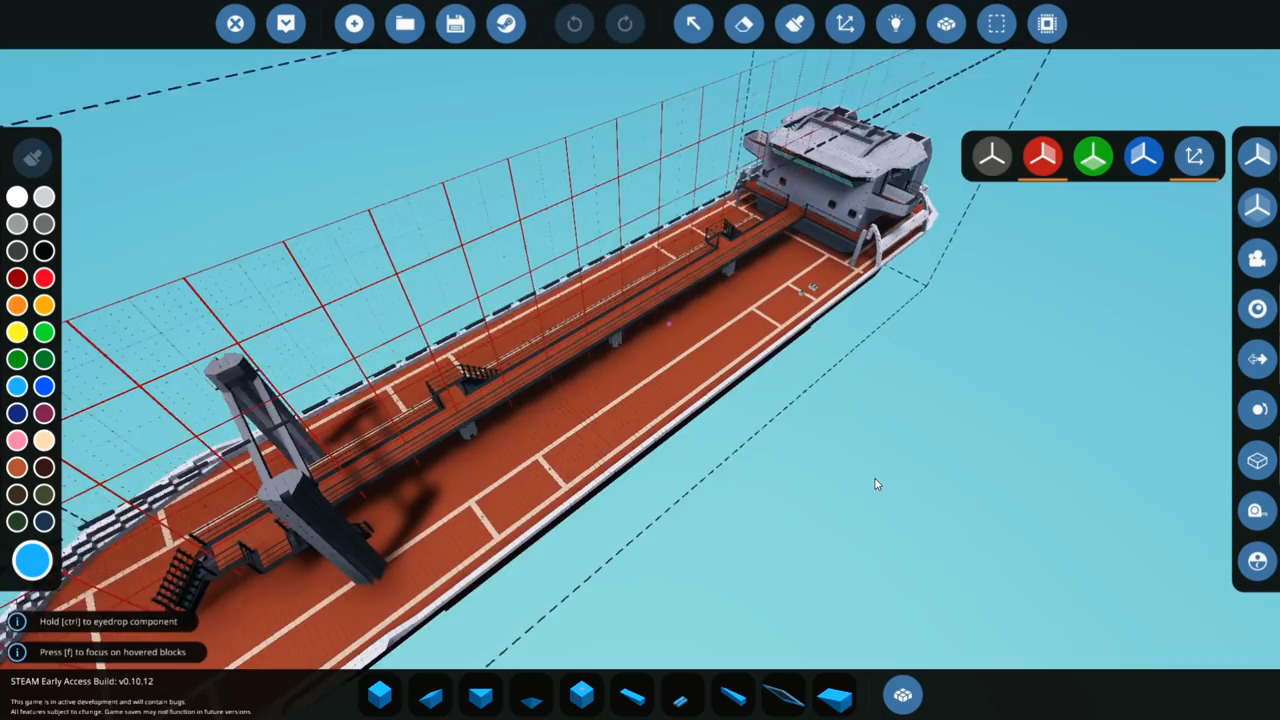 Hold [ctrl] to eyedrop component
Press [f] to focus on hovered blocks
STEAM Early Access Build: v0.10.12
This game is in active development and will contain bugs.
All features subject to change. Game saves may not function in future versions.